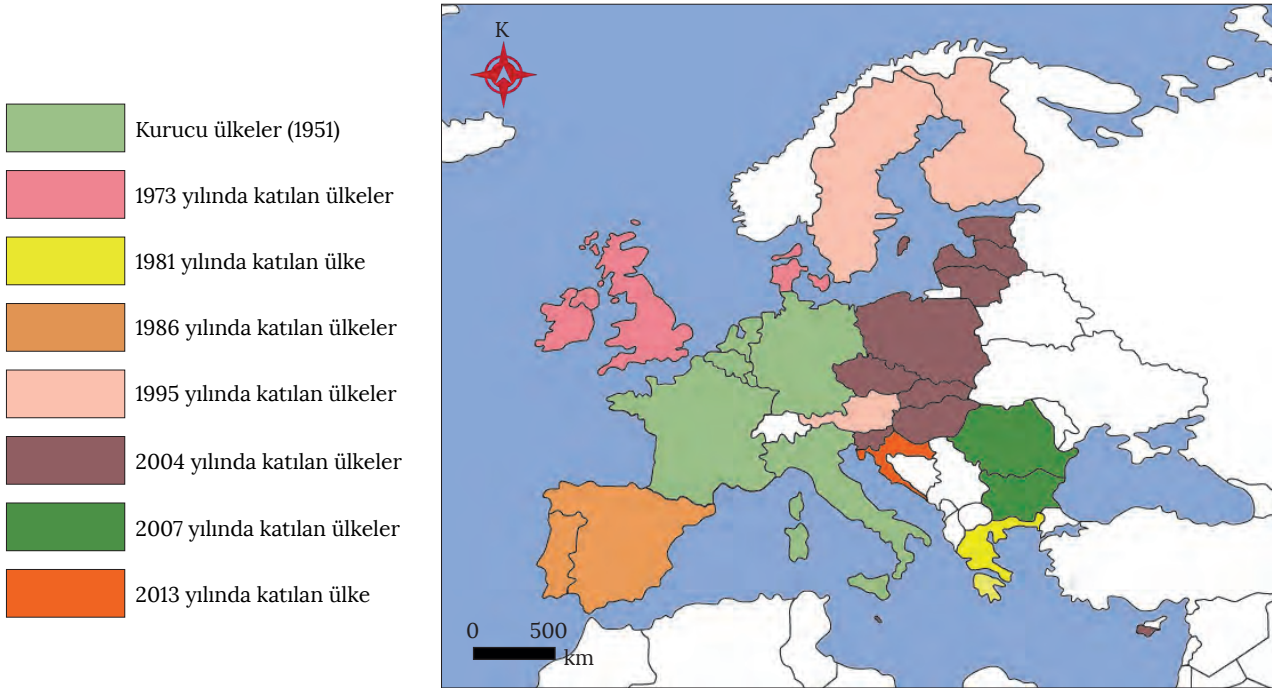 Kurucu ülkeler (1951)
1973 yılında katılan ülkeler
1981 yılında katılan ülke
1986 yılında katılan ülkeler
1995 yılında katılan ülkeler
2004 yılında katılan ülkeler
2007 yılında katılan ülkeler
2013 yılında katılan ülke
K
0 500
km